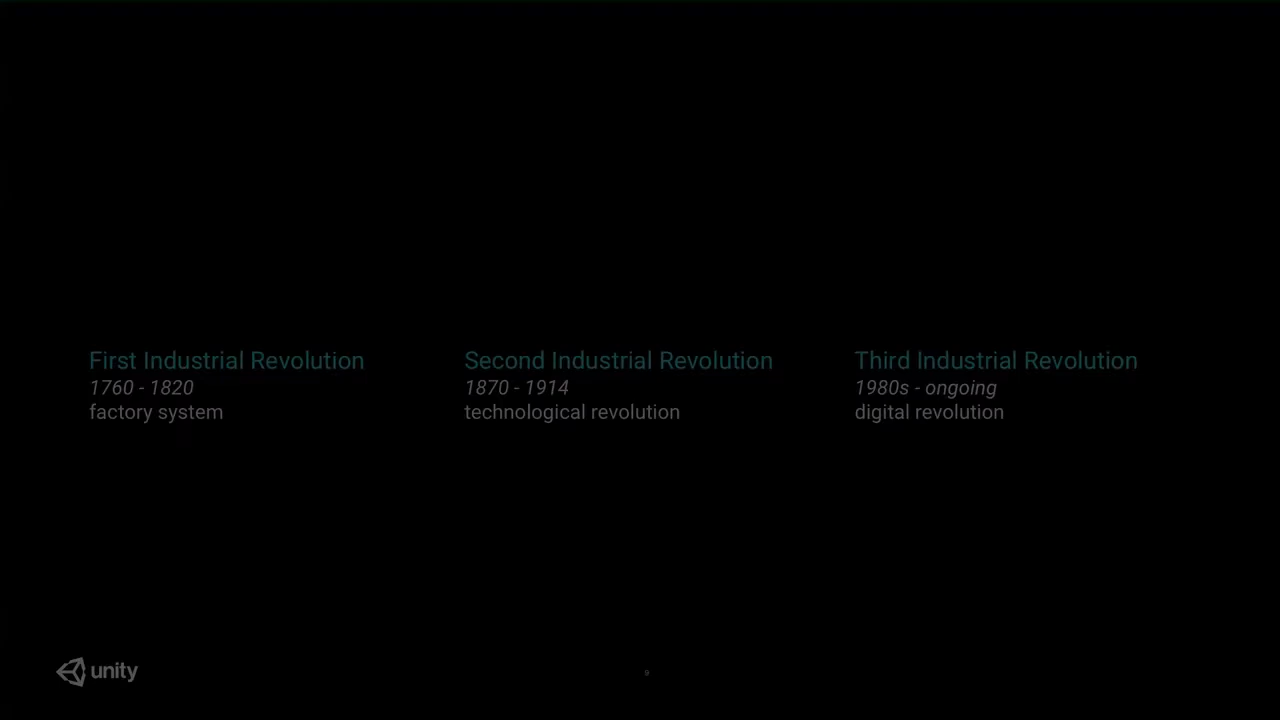 First Industrial Revolution
1760 - 1820
factory system
Second Industrial Revolution
1870 - 1914
technological revolution
Third Industrial Revolution
1980s - ongoing
digital revolution
unity
9